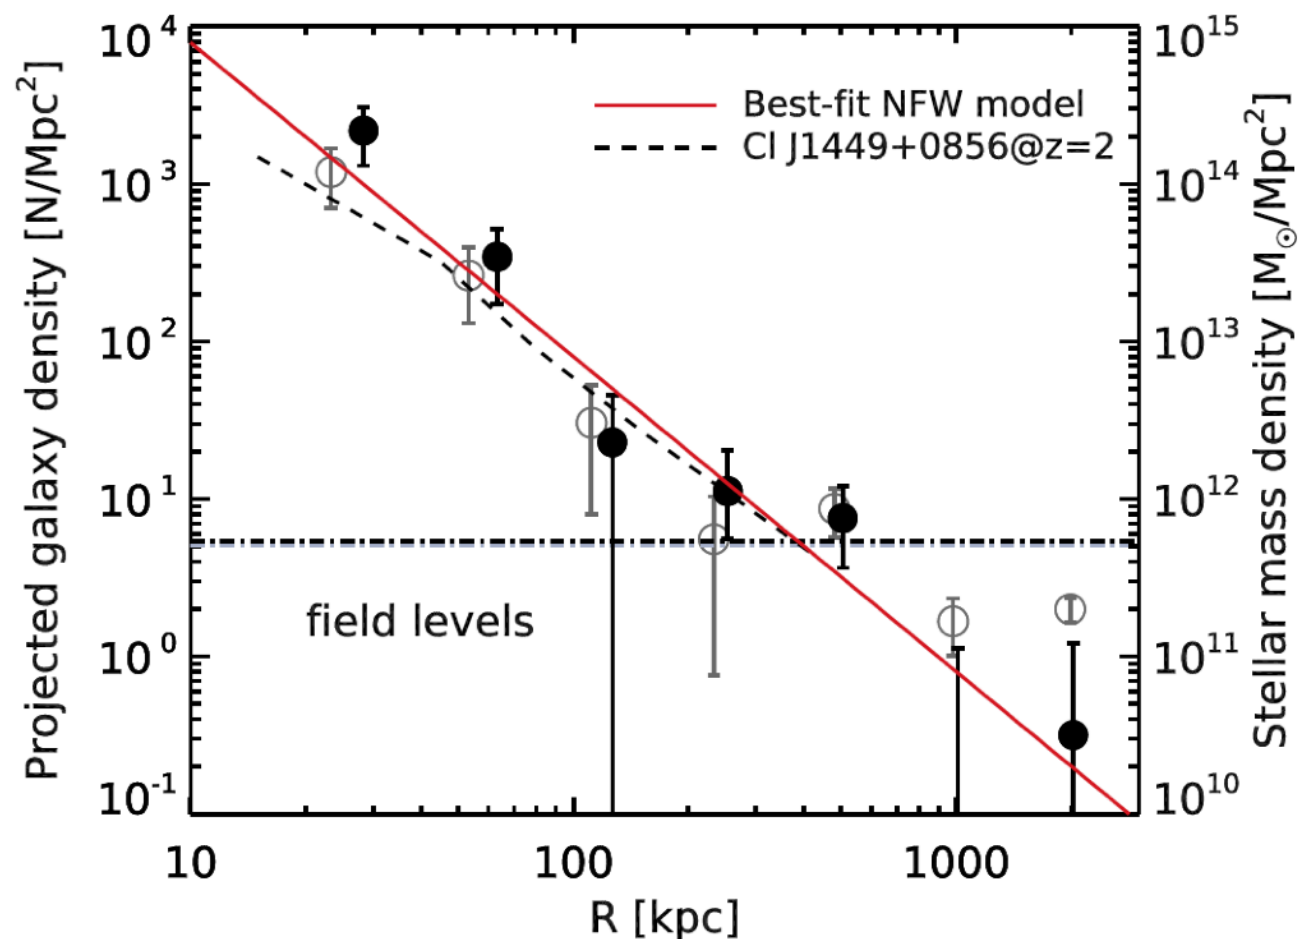 Projected galaxy density [N/Mpc²]
10⁴
10³
10²
10¹
10⁰
10⁻¹
Best-fit NFW model
Cl J1449+0856@z=2
field levels
10¹⁵
10¹⁴
10¹³
10¹²
10¹¹
10¹⁰
Stellar mass density [M☉/Mpc²]
10 100 1000
R [kpc]